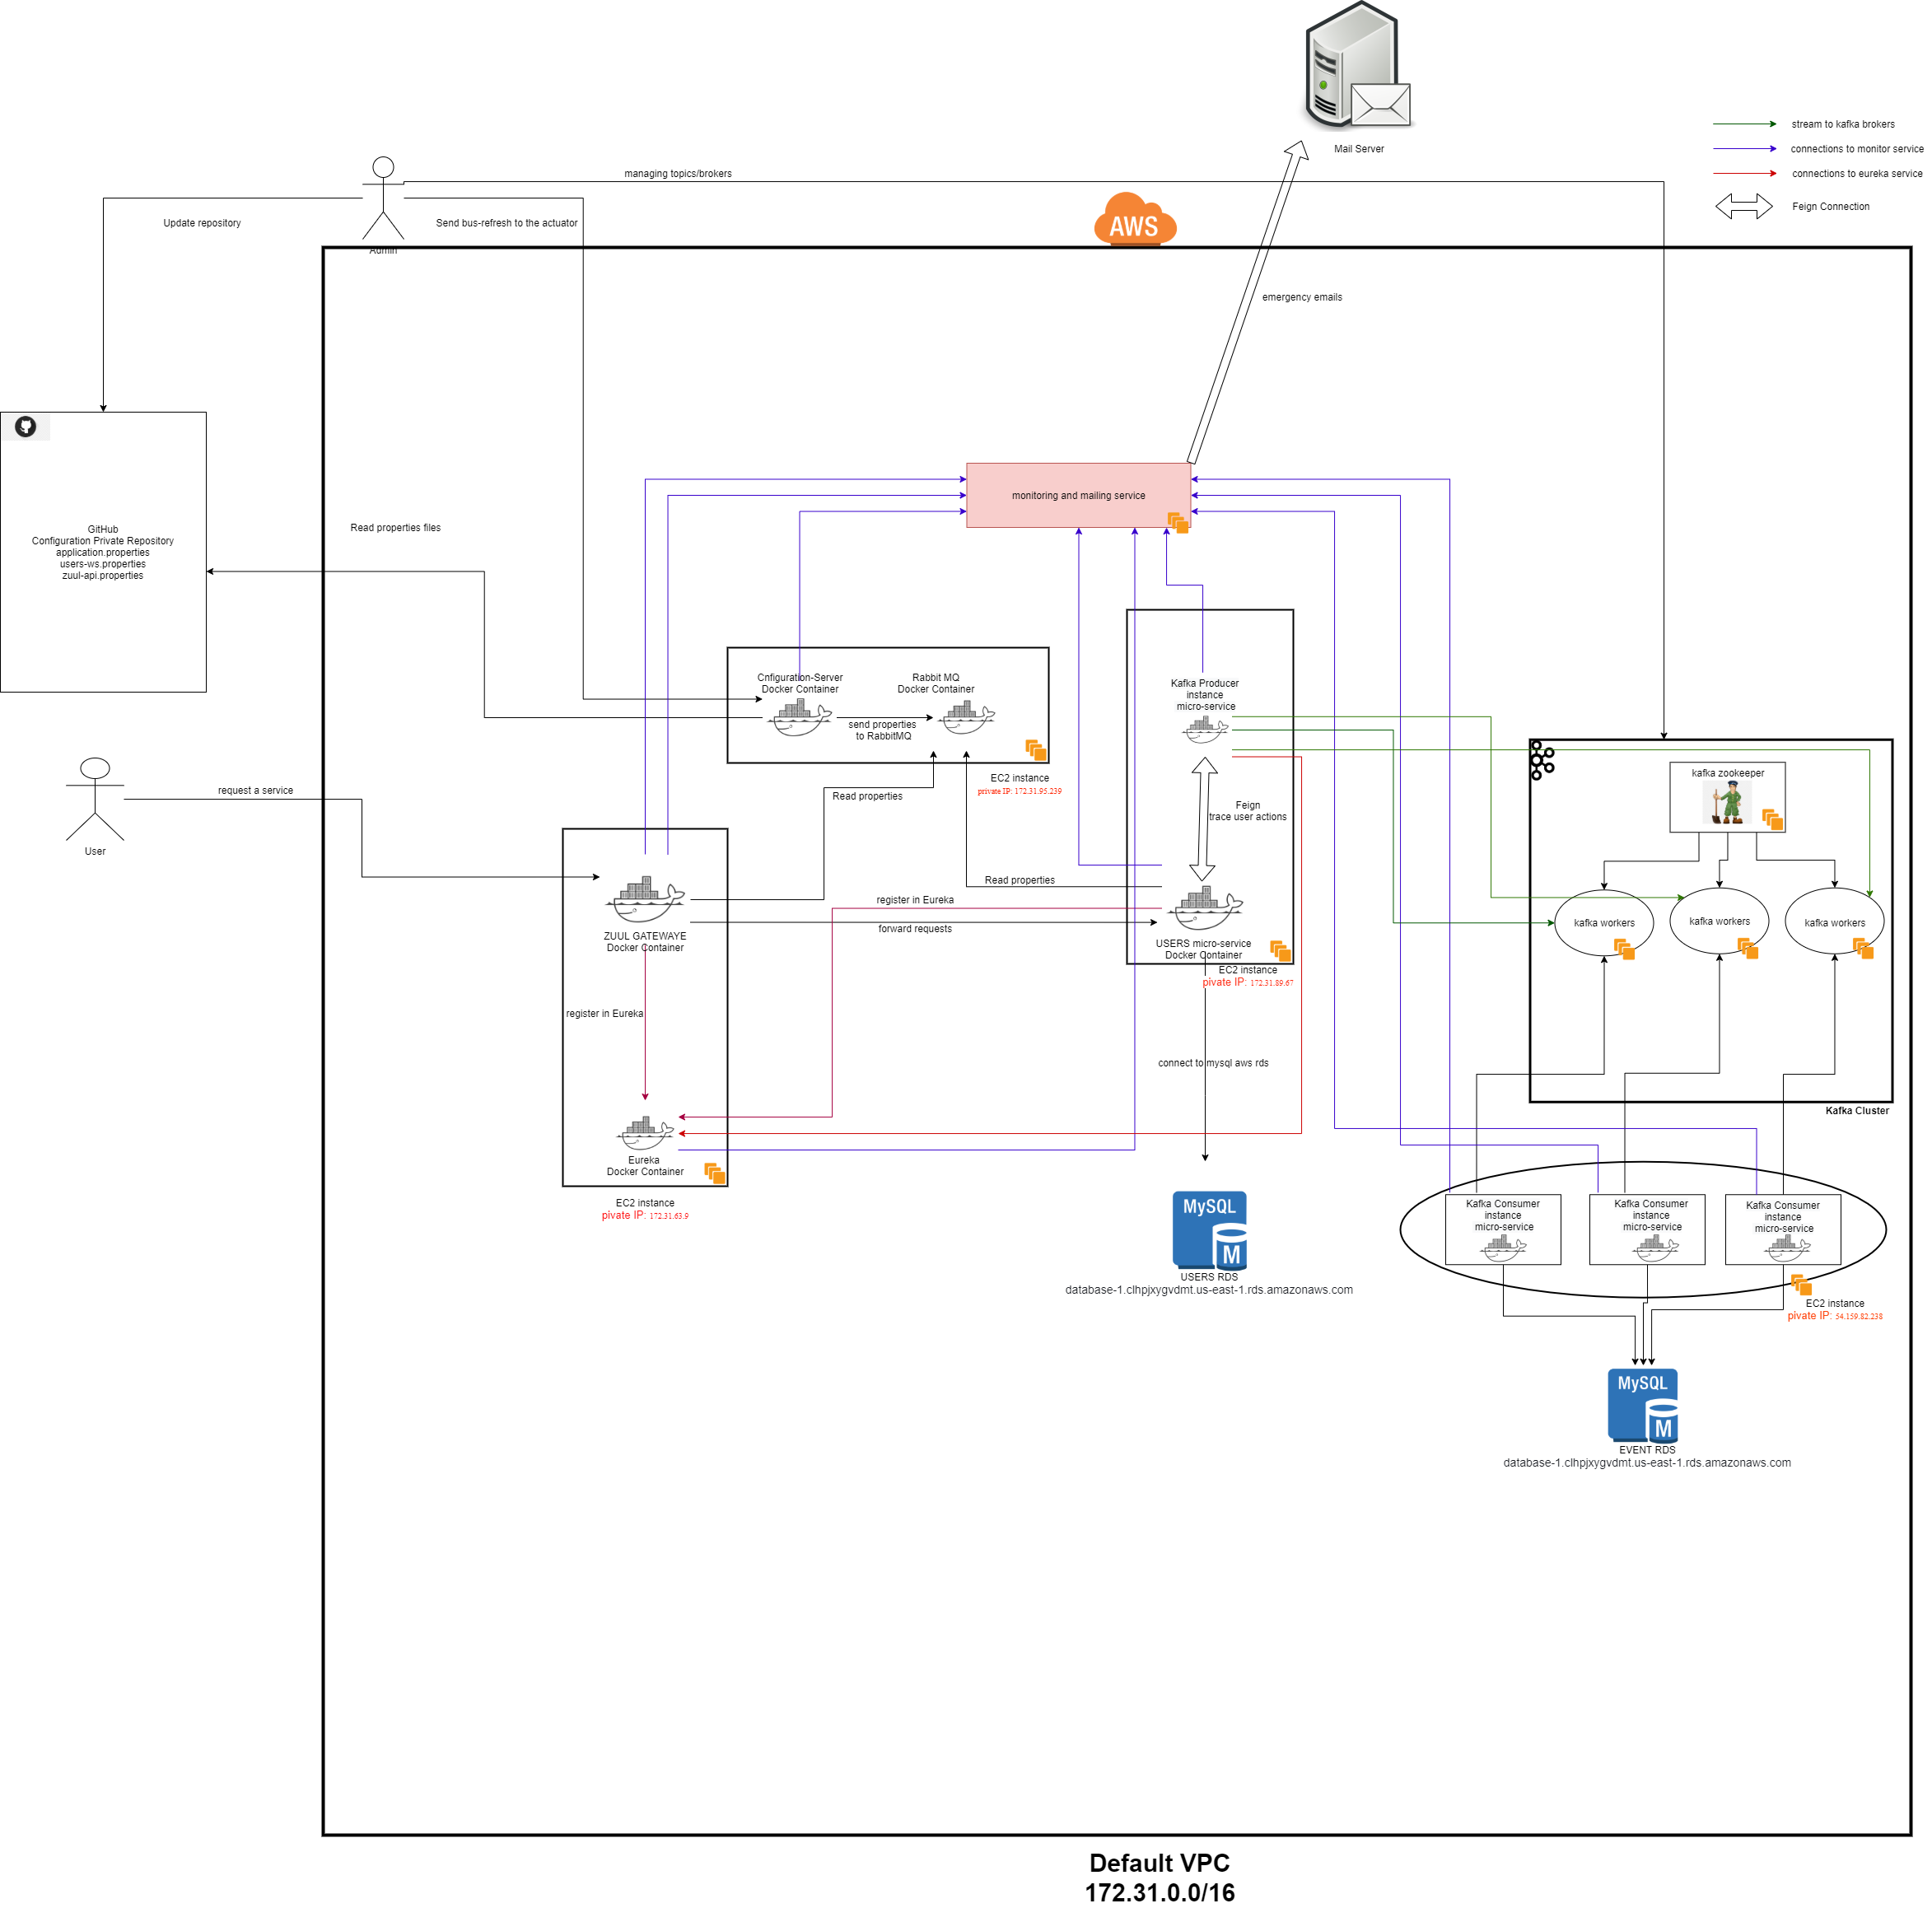 Mail Server
stream to kafka brokers
connections to monitor service
connections to eureka service
Feign Connection
managing topics/brokers
Update repository
Send bus-refresh to the actuator
Admin
AWS
emergency emails
monitoring and mailing service
Read properties files
GitHub
Configuration Private Repository
application.properties
users-ws.properties
zuul-api.properties
Cnfiguration-Server
Docker Container
Rabbit MQ
Docker Container
send properties
to RabbitMQ
EC2 instance
private IP: 172.31.95.239
Read properties
Kafka Producer
instance
micro-service
Feign
trace user actions
kafka zookeeper
kafka workers
kafka workers
kafka workers
Kafka Cluster
request a service
User
ZUUL GATEWAYE
Docker Container
register in Eureka
Read properties
register in Eureka
forward requests
USERS micro-service
Docker Container
EC2 instance
pivate IP: 172.31.89.67
connect to mysql aws rds
Eureka
Docker Container
EC2 instance
pivate IP: 172.31.63.9
MySQL
M
USERS RDS
database-1.clhpjxygvdmt.us-east-1.rds.amazonaws.com
Kafka Consumer
instance
micro-service
Kafka Consumer
instance
micro-service
Kafka Consumer
instance
micro-service
EC2 instance
pivate IP: 54.159.82.238
MySQL
M
EVENT RDS
database-1.clhpjxygvdmt.us-east-1.rds.amazonaws.com
Default VPC
172.31.0.0/16